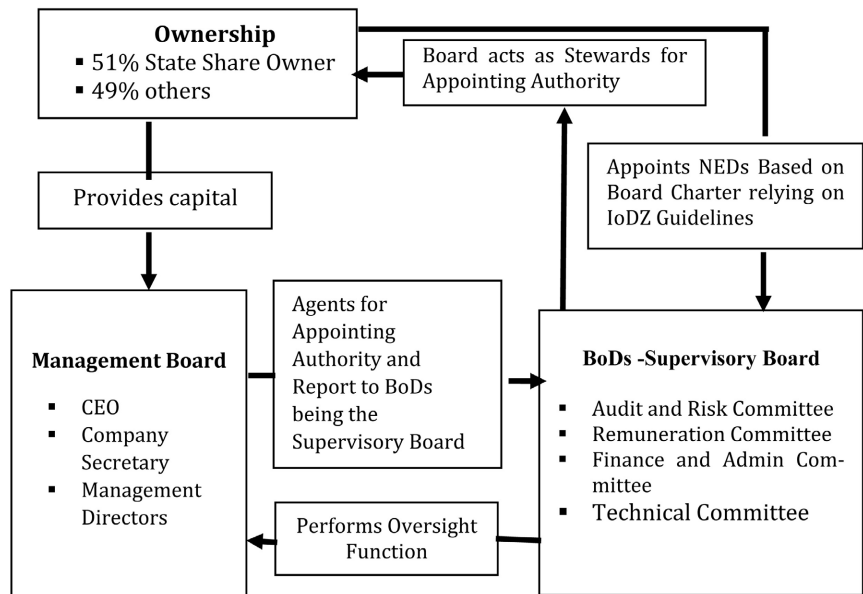 Ownership
▪ 51% State Share Owner
▪ 49% others
Board acts as Stewards for
Appointing Authority
Provides capital
Appoints NEDs Based on
Board Charter relying on
IoDZ Guidelines
Management Board
▪ CEO
▪ Company
Secretary
▪ Management
Directors
Agents for
Appointing
Authority and
Report to BoDs
being the
Supervisory Board
BoDs -Supervisory Board
▪ Audit and Risk Committee
▪ Remuneration Committee
▪ Finance and Admin Com-
mittee
▪ Technical Committee
Performs Oversight
Function